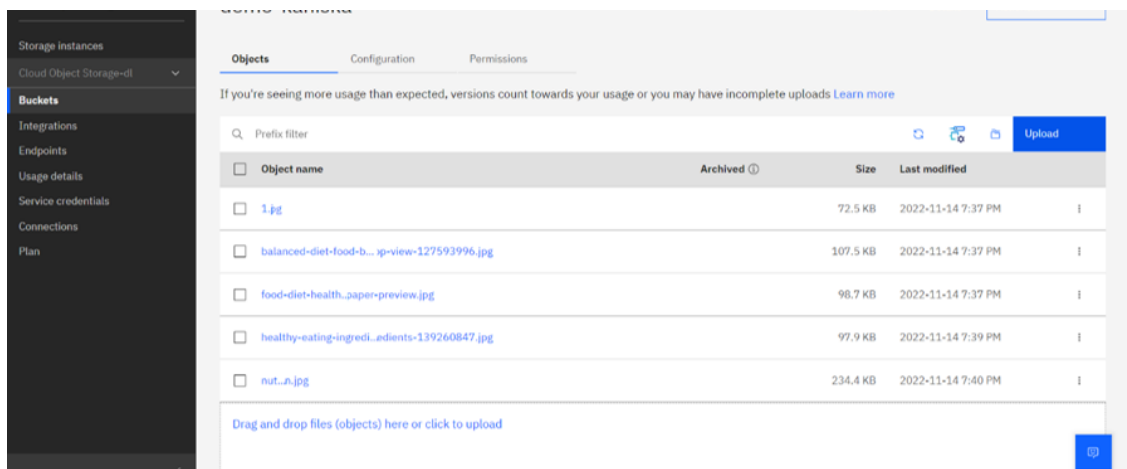 Storage instances
Cloud Object Storage-dl
Buckets
Integrations
Endpoints
Usage details
Service credentials
Connections
Plan
Objects Configuration Permissions
If you're seeing more usage than expected, versions count towards your usage or you may have incomplete uploads Learn more
Prefix filter Upload
Object name Archived Size Last modified
1.jpg 72.5 KB 2022-11-14 7:37 PM
balanced-diet-food-b... ›p-view-127593996.jpg 107.5 KB 2022-11-14 7:37 PM
food-diet-health..paper-preview.jpg 98.7 KB 2022-11-14 7:37 PM
healthy-eating-ingredi...edients-139260847.jpg 97.9 KB 2022-11-14 7:39 PM
nut...n.jpg 234.4 KB 2022-11-14 7:40 PM
Drag and drop files (objects) here or click to upload